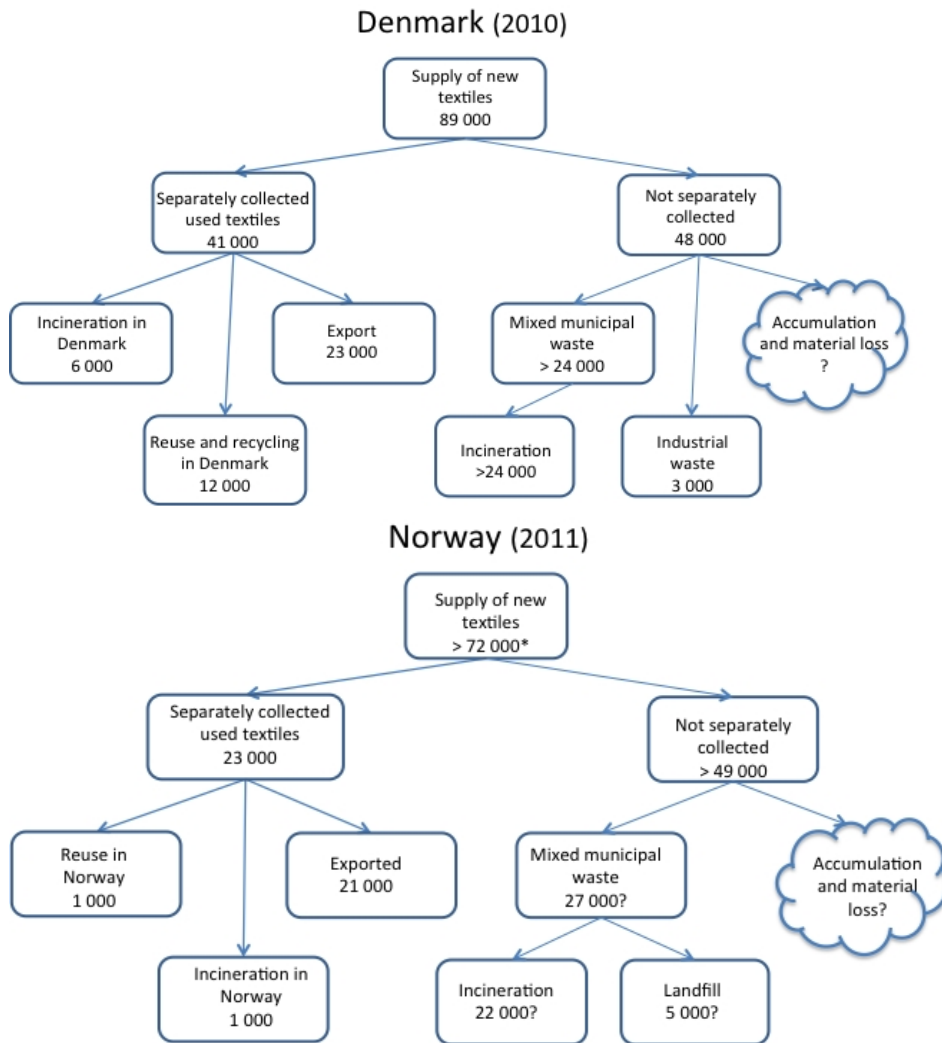 Denmark (2010)
Supply of new
textiles
89 000
Separately collected
used textiles
41 000
Not separately
collected
48 000
Incineration in
Denmark
6 000
Export
23 000
Mixed municipal
waste
> 24 000
Accumulation
and material loss
?
Reuse and recycling
in Denmark
12 000
Incineration
>24 000
Industrial
waste
3 000
Norway (2011)
Supply of new
textiles
> 72 000*
Separately collected
used textiles
23 000
Not separately
collected
> 49 000
Reuse in
Norway
1 000
Exported
21 000
Mixed municipal
waste
27 000?
Accumulation
and material
loss?
Incineration in
Norway
1 000
Incineration
22 000?
Landfill
5 000?